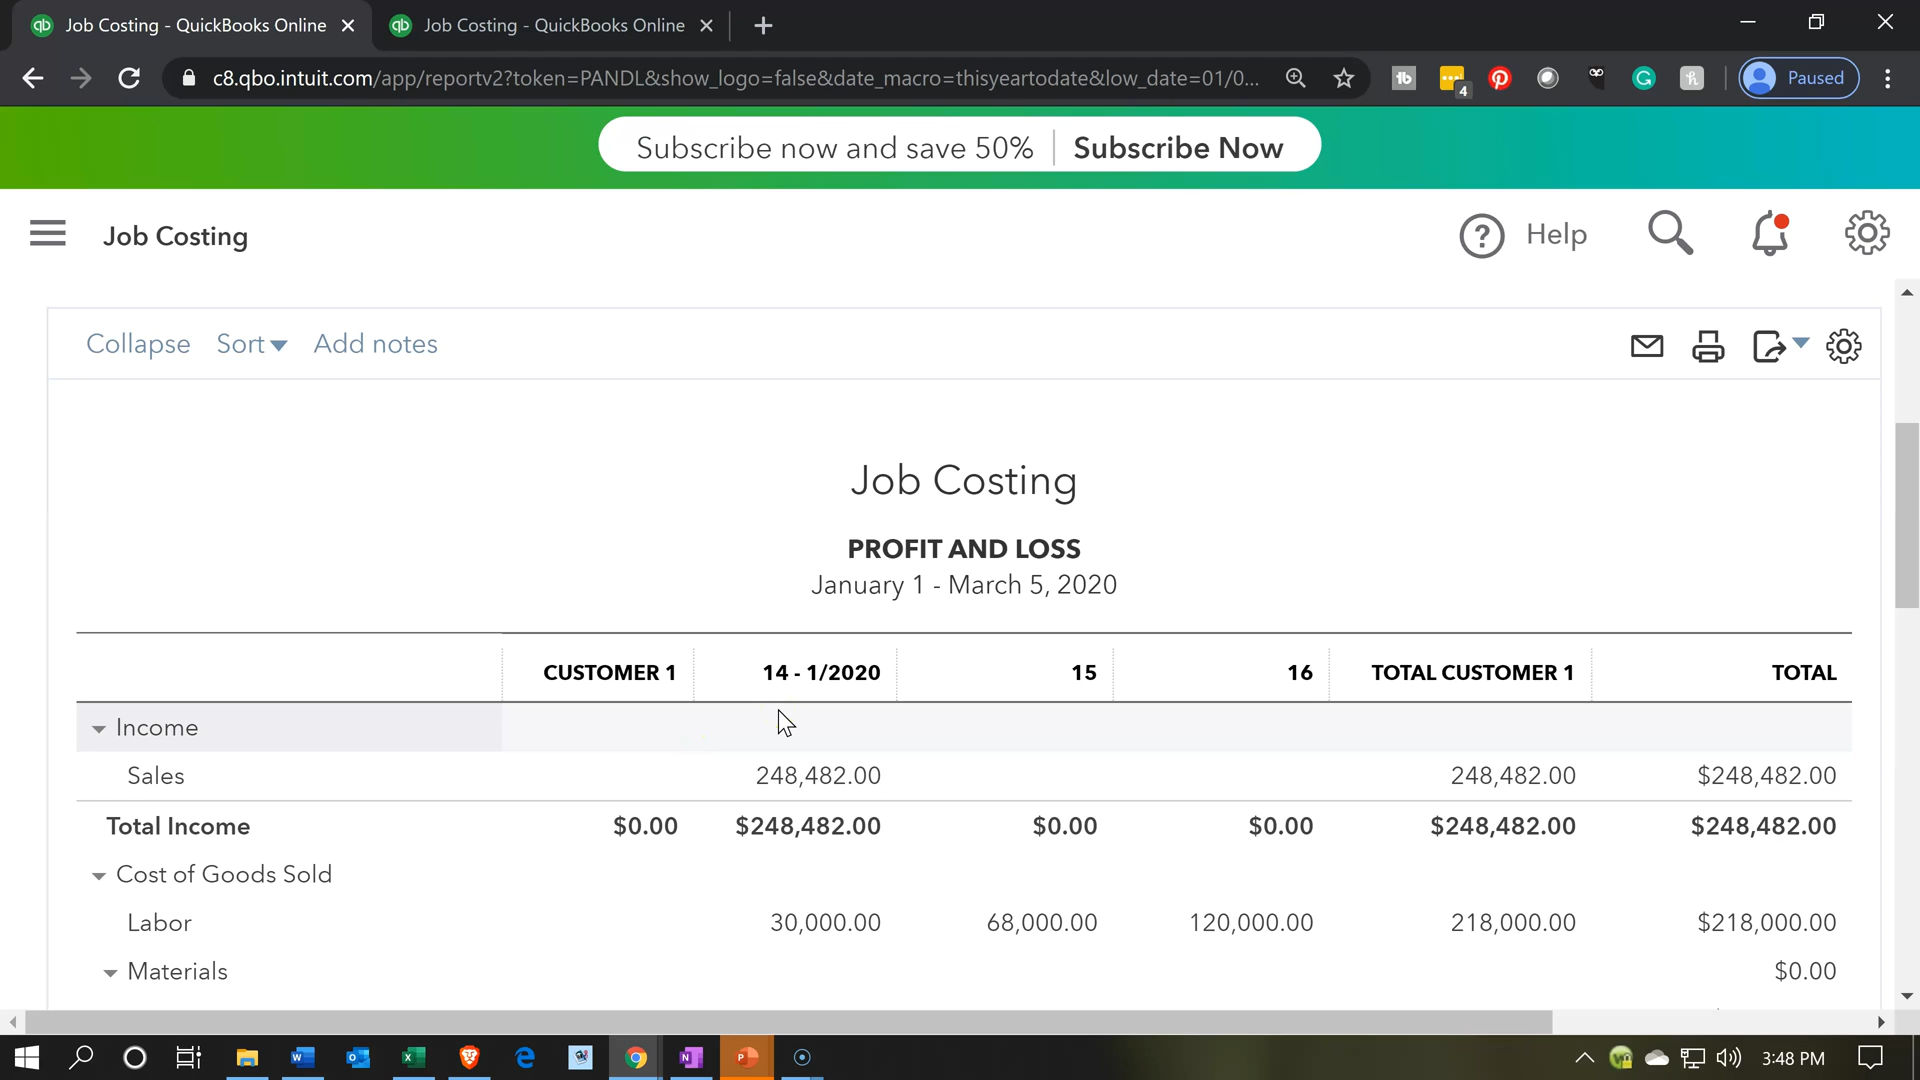 Job Costing - QuickBooks Online
Job Costing - QuickBooks Online
c8.qbo.intuit.com/app/reportv2?token=PANDL&show_logo=false&date_macro=thisyeartodate&low_date=01/0...
4
Paused
Subscribe now and save 50% Subscribe Now
Job Costing
Help
Collapse Sort Add notes
Job Costing
PROFIT AND LOSS
January 1 - March 5, 2020
CUSTOMER 1 14 - 1/2020 15 16 TOTAL CUSTOMER 1 TOTAL
Income
Sales 248,482.00 248,482.00 $248,482.00
Total Income $0.00 $248,482.00 $0.00 $0.00 $248,482.00 $248,482.00
Cost of Goods Sold
Labor 30,000.00 68,000.00 120,000.00 218,000.00 $218,000.00
Materials $0.00
3:48 PM